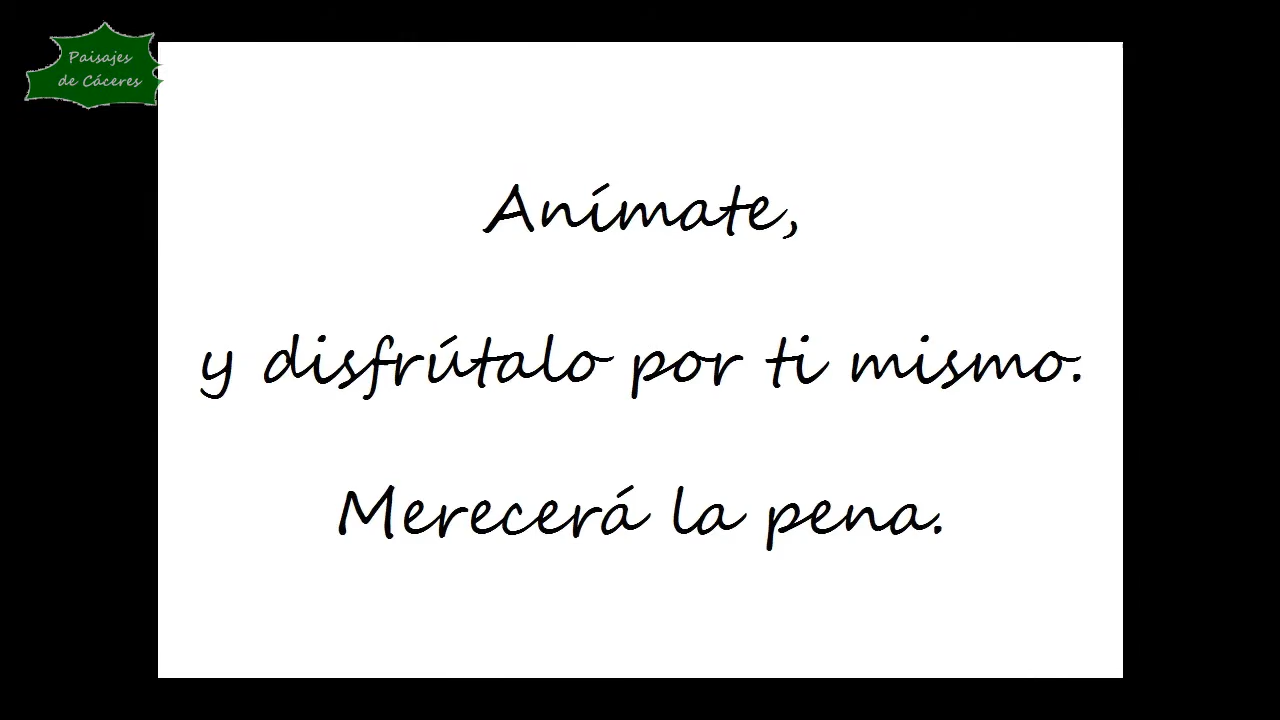 Paisajes
de Cáceres
Anímate,
y disfrútalo por ti mismo.
Merecerá la pena.